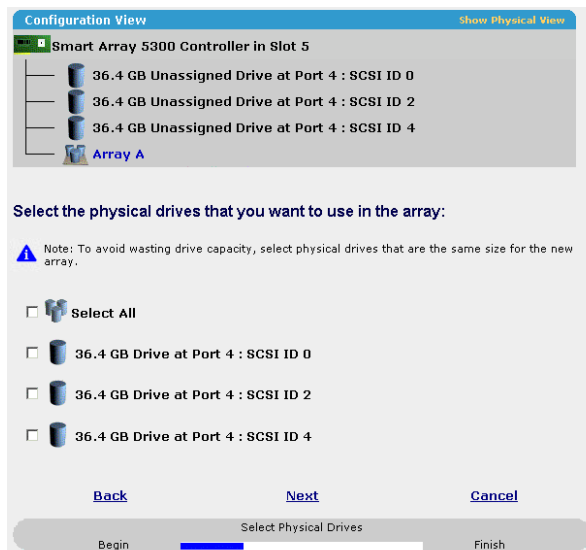 Configuration View
Show Physical View
Smart Array 5300 Controller in Slot 5
36.4 GB Unassigned Drive at Port 4 : SCSI ID 0
36.4 GB Unassigned Drive at Port 4 : SCSI ID 2
36.4 GB Unassigned Drive at Port 4 : SCSI ID 4
Array A
Select the physical drives that you want to use in the array:
Note: To avoid wasting drive capacity, select physical drives that are the same size for the new
array.
Select All
36.4 GB Drive at Port 4 : SCSI ID 0
36.4 GB Drive at Port 4 : SCSI ID 2
36.4 GB Drive at Port 4 : SCSI ID 4
Back
Next
Cancel
Select Physical Drives
Begin
Finish